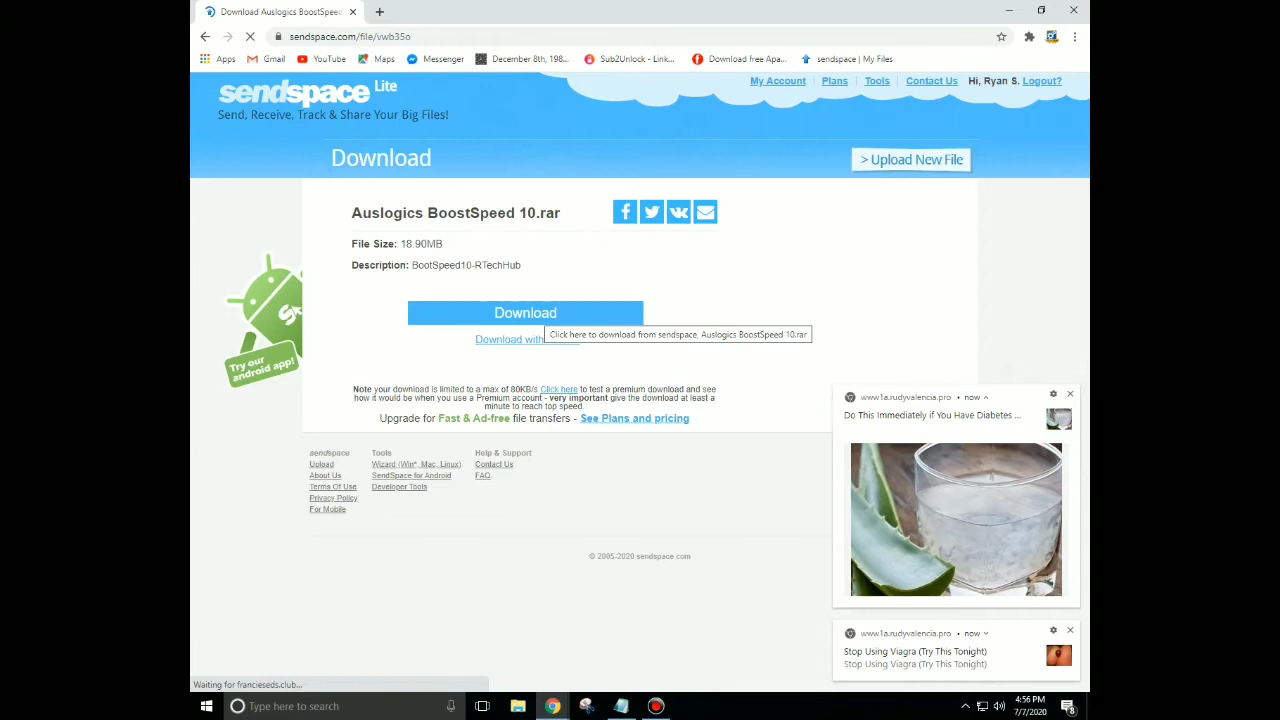 Download Auslogics BoostSpeed
sendspace.com/file/vwb35o
Apps Gmail YouTube Maps Messenger December 8th, 198... Sub2Unlock - Link... Download free Apa... sendspace | My Files
sendspace Lite
Send, Receive, Track & Share Your Big Files!
My Account Plans Tools Contact Us Hi, Ryan S. Logout?
Download
> Upload New File
Auslogics BoostSpeed 10.rar
File Size: 18.90MB
Description: BootSpeed10-RTechHub
Download
Download with
Click here to download from sendspace, Auslogics BoostSpeed 10.rar
Try our
android app!
Note your download is limited to a max of 80KB/s Click here to test a premium download and see
how it would be when you use a Premium account - very important give the download at least a
minute to reach top speed.
Upgrade for Fast & Ad-free file transfers - See Plans and pricing
sendspace
Upload
About Us
Terms Of Use
Privacy Policy
For Mobile
Tools
Wizard (Win*, Mac, Linux)
SendSpace for Android
Developer Tools
Help & Support
Contact Us
FAQ
© 2005-2020 sendspace.com
www1a.rudyvalencia.pro • now
Do This Immediately if You Have Diabetes ...
www1a.rudyvalencia.pro • now
Stop Using Viagra (Try This Tonight)
Stop Using Viagra (Try This Tonight)
Waiting for francieseds.club...
Type here to search
4:56 PM
7/7/2020
8